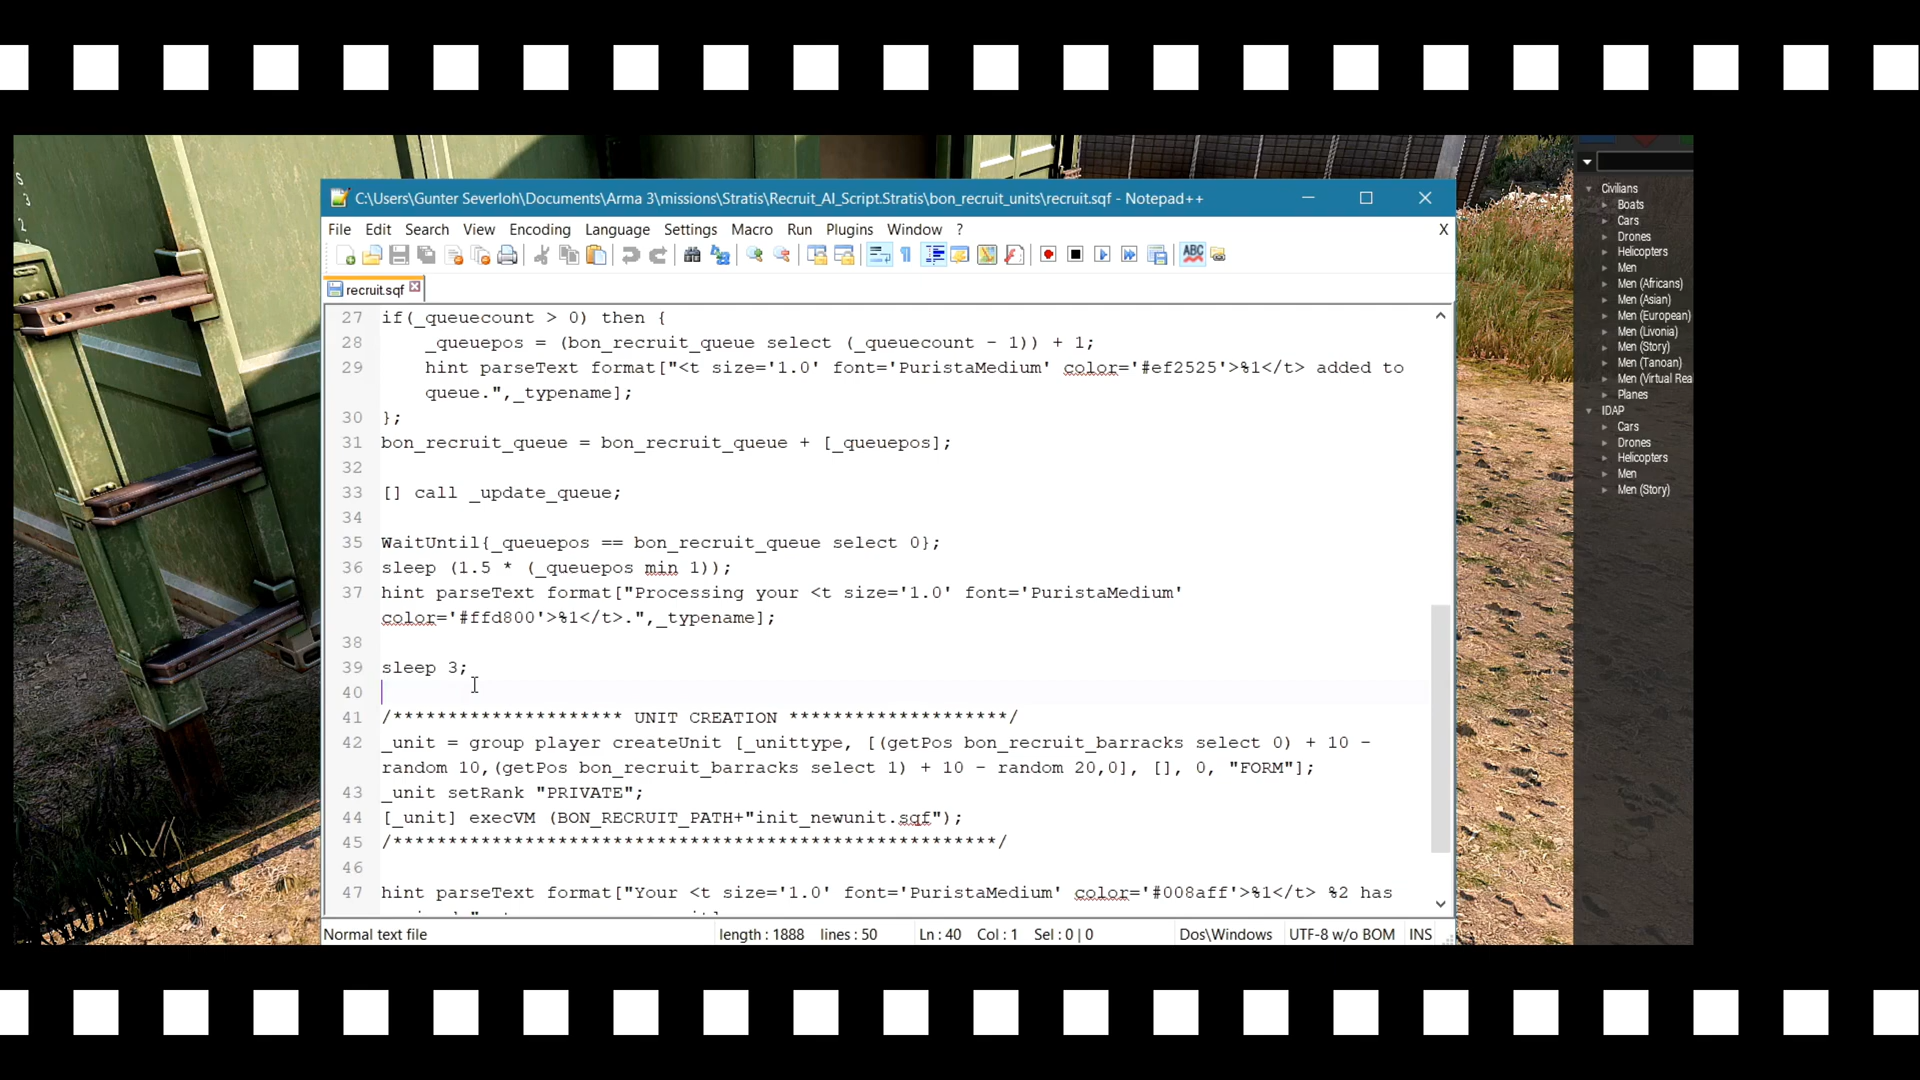 C:\Users\Gunter Severloh\Documents\Arma 3\missions\Stratis\Recruit_AI_Script.Stratis\bon_recruit_units\recruit.sqf - Notepad++
File Edit Search View Encoding Language Settings Macro Run Plugins Window ? X
recruit.sqf
27 if(_queuecount > 0) then {
28 _queuepos = (bon_recruit_queue select (_queuecount - 1)) + 1;
29 hint parseText format["<t size='1.0' font='PuristaMedium' color='#ef2525'>%1</t> added to
queue.",_typename];
30 };
31 bon_recruit_queue = bon_recruit_queue + [_queuepos];
32
33 [] call _update_queue;
34
35 WaitUntil{_queuepos == bon_recruit_queue select 0};
36 sleep (1.5 * (_queuepos min 1));
37 hint parseText format["Processing your <t size='1.0' font='PuristaMedium'
color='#ffd800'>%1</t>.",_typename];
38
39 sleep 3;
40
41 /********************* UNIT CREATION ********************/
42 _unit = group player createUnit [_unittype, [(getPos bon_recruit_barracks select 0) + 10 -
random 10,(getPos bon_recruit_barracks select 1) + 10 - random 20,0], [], 0, "FORM"];
43 _unit setRank "PRIVATE";
44 [_unit] execVM (BON_RECRUIT_PATH+"init_newunit.sqf");
45 /*******************************************************/
46
47 hint parseText format["Your <t size='1.0' font='PuristaMedium' color='#008aff'>%1</t> %2 has
Normal text file length : 1888 lines : 50 Ln : 40 Col : 1 Sel : 0 | 0 Dos\Windows UTF-8 w/o BOM INS
Civilians
Boats
Cars
Drones
Helicopters
Men
Men (Africans)
Men (Asian)
Men (European)
Men (Livonia)
Men (Story)
Men (Tanoan)
Men (Virtual Rea
Planes
IDAP
Cars
Drones
Helicopters
Men
Men (Story)